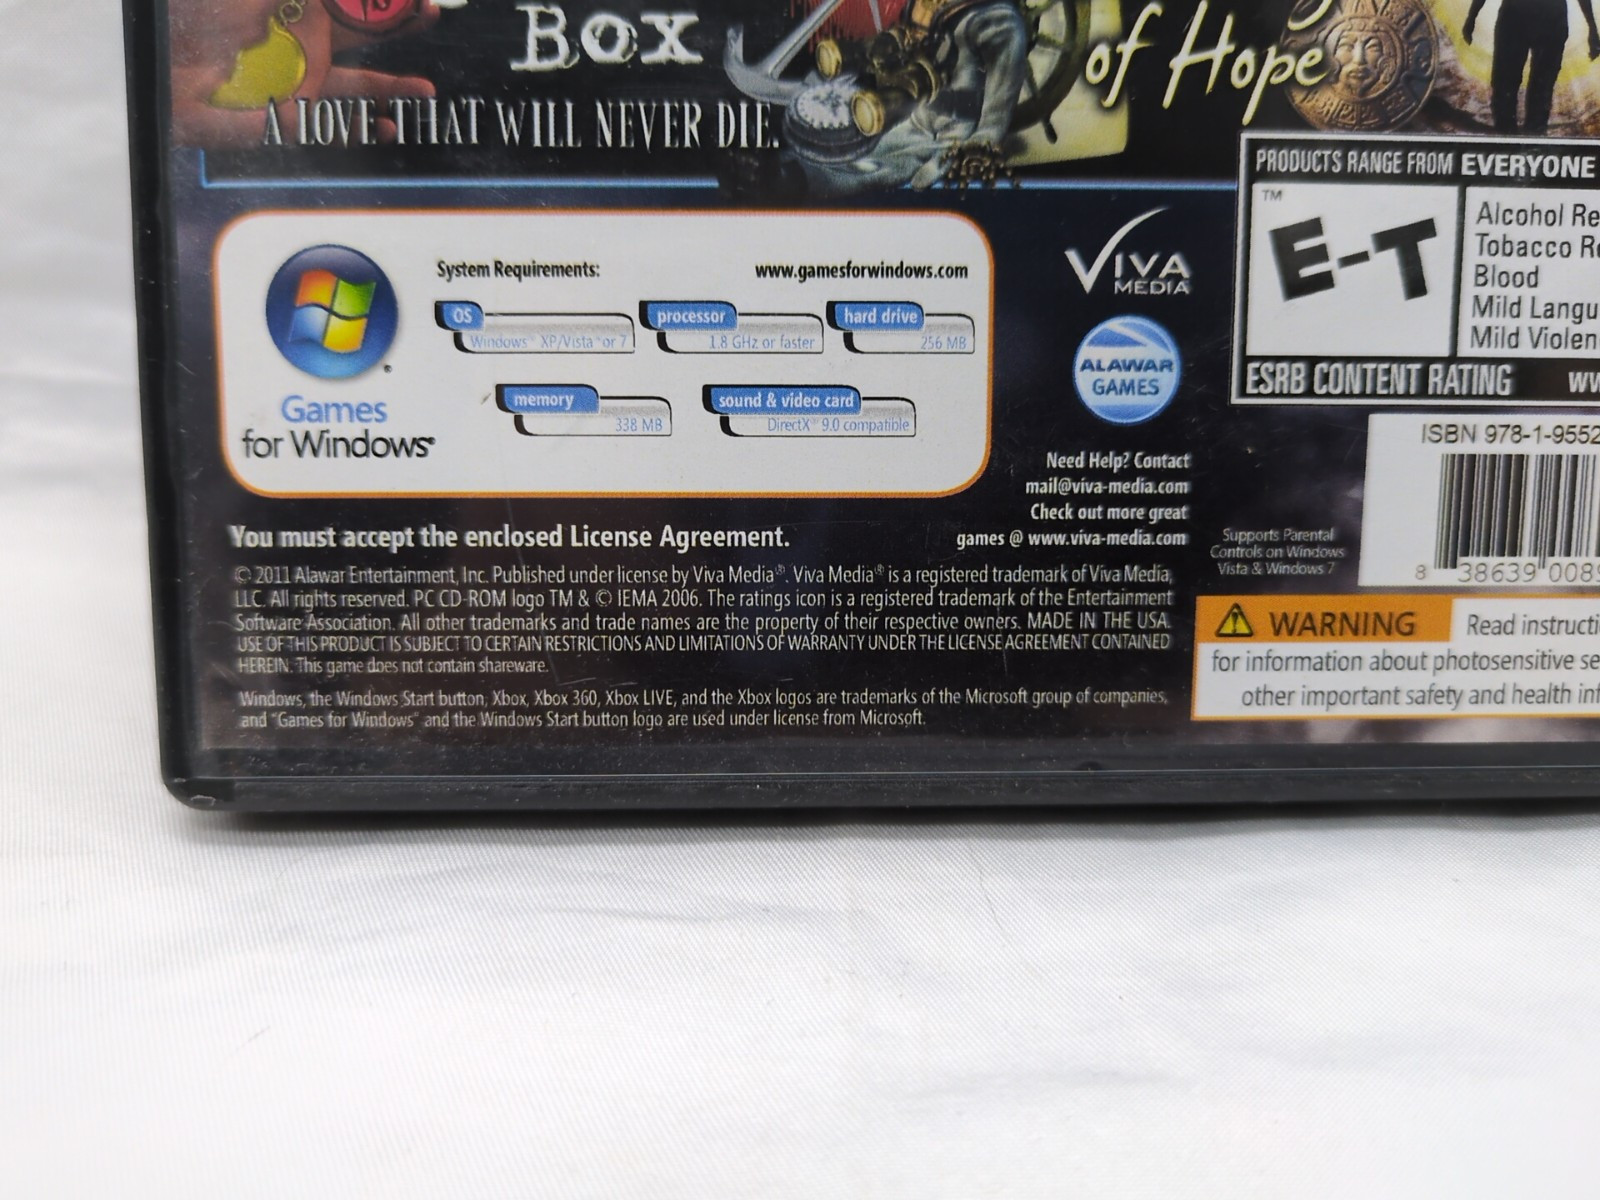 BOX
A LOVE THAT WILL NEVER DIE.
of Hope
PRODUCTS RANGE FROM EVERYONE
™
E-T
Alcohol Re
Tobacco R
Blood
Mild Langu
Mild Violen
ESRB CONTENT RATING ww
System Requirements: www.gamesforwindows.com
OS
Windows® XP/Vista® or 7
processor
1.8 GHz or faster
hard drive
256 MB
memory
338 MB
sound & video card
DirectX® 9.0 compatible
Games
for Windows®
VIVA
MEDIA
ALAWAR
GAMES
Need Help? Contact
mail@viva-media.com
Check out more great
games @ www.viva-media.com
Supports Parental
Controls on Windows
Vista & Windows 7
ISBN 978-1-9552
8 38639 008
You must accept the enclosed License Agreement.
© 2011 Alawar Entertainment, Inc. Published under license by Viva Media®. Viva Media® is a registered trademark of Viva Media,
LLC. All rights reserved. PC CD-ROM logo TM & © IEMA 2006. The ratings icon is a registered trademark of the Entertainment
Software Association. All other trademarks and trade names are the property of their respective owners. MADE IN THE USA.
USE OF THIS PRODUCT IS SUBJECT TO CERTAIN RESTRICTIONS AND LIMITATIONS OF WARRANTY UNDER THE LICENSE AGREEMENT CONTAINED
HEREIN. This game does not contain shareware.
Windows, the Windows Start button, Xbox, Xbox 360, Xbox LIVE, and the Xbox logos are trademarks of the Microsoft group of companies,
and "Games for Windows" and the Windows Start button logo are used under license from Microsoft.
WARNING Read instructi
for information about photosensitive se
other important safety and health inf